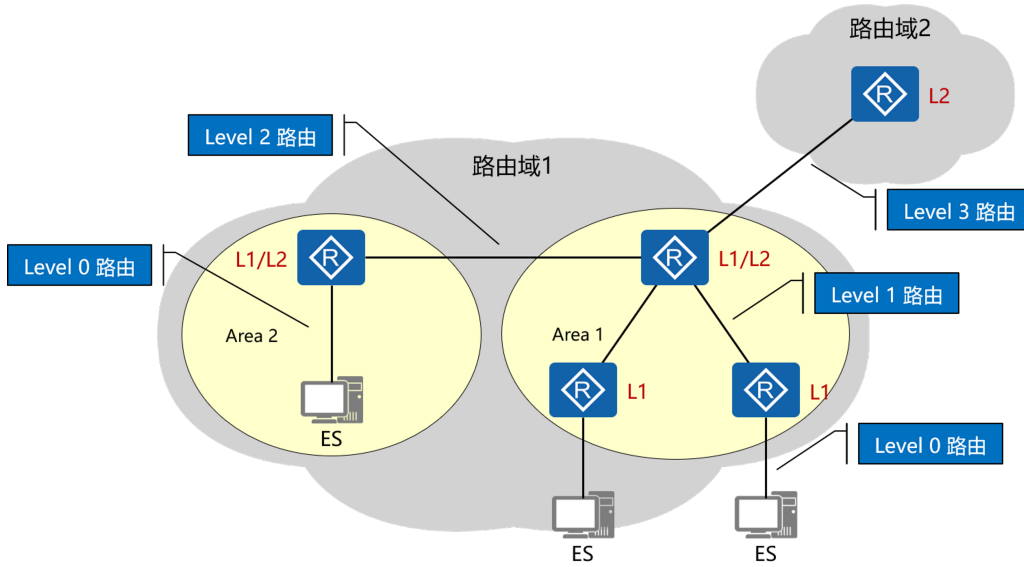 路由域2
R
L2
Level 2 路由
路由域1
Level 3 路由
R
L1/L2
R
L1/L2
Level 0 路由
Level 1 路由
Area 2
Area 1
R
L1
R
L1
ES
Level 0 路由
ES
ES